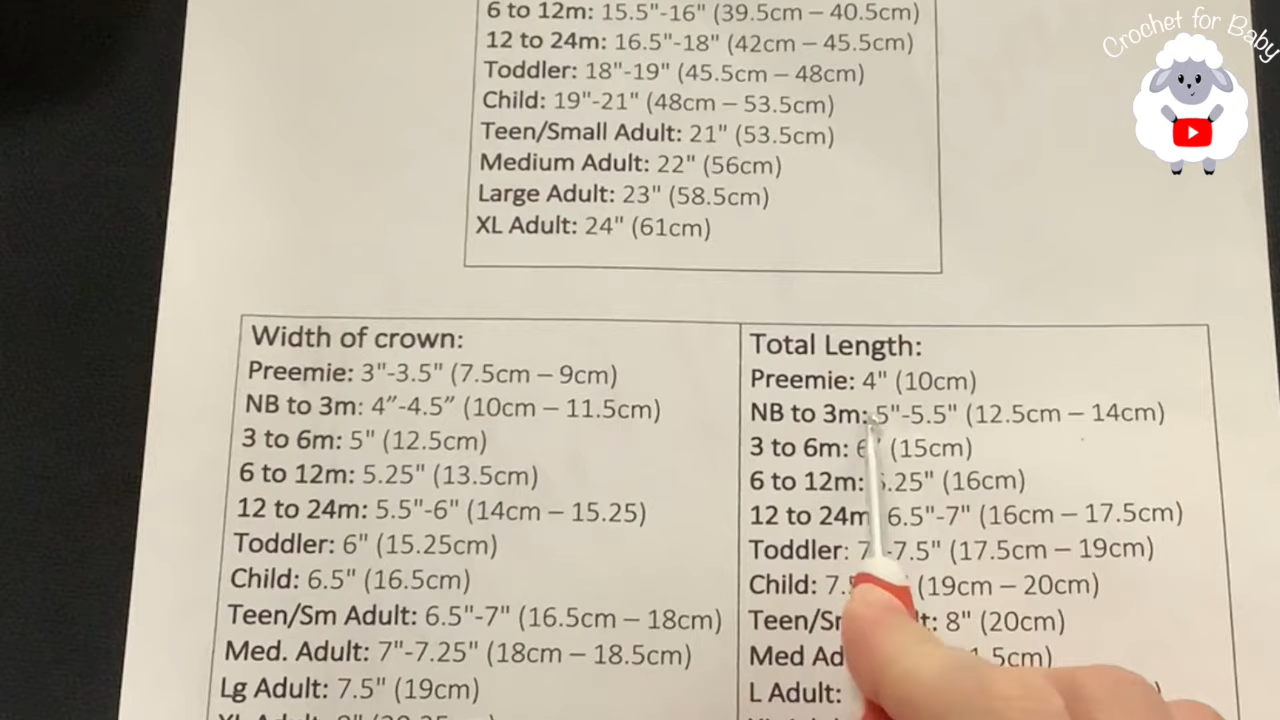 6 to 12m: 15.5"-16" (39.5cm – 40.5cm)
12 to 24m: 16.5"-18" (42cm – 45.5cm)
Toddler: 18"-19" (45.5cm – 48cm)
Child: 19"-21" (48cm – 53.5cm)
Teen/Small Adult: 21" (53.5cm)
Medium Adult: 22" (56cm)
Large Adult: 23" (58.5cm)
XL Adult: 24" (61cm)
Crochet for Baby
Width of crown:
Preemie: 3"-3.5" (7.5cm – 9cm)
NB to 3m: 4”-4.5” (10cm – 11.5cm)
3 to 6m: 5" (12.5cm)
6 to 12m: 5.25" (13.5cm)
12 to 24m: 5.5"-6" (14cm – 15.25)
Toddler: 6" (15.25cm)
Child: 6.5" (16.5cm)
Teen/Sm Adult: 6.5"-7" (16.5cm – 18cm)
Med. Adult: 7"-7.25" (18cm – 18.5cm)
Lg Adult: 7.5" (19cm)
Total Length:
Preemie: 4" (10cm)
NB to 3m: 5"-5.5" (12.5cm – 14cm)
3 to 6m: (15cm)
6 to 12m: (16cm)
12 to 24m 6.5"-7" (16cm – 17.5cm)
Toddler: -7.5" (17.5cm – 19cm)
Child: (19cm – 20cm)
8" (20cm)
Med
L Adult: